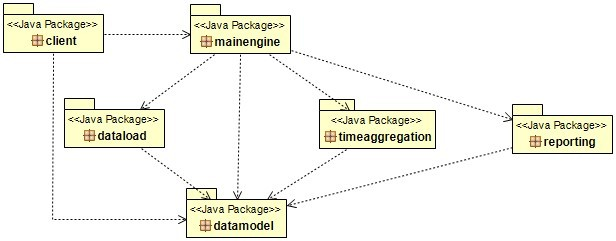 <<Java Package>>
client
<<Java Package>>
mainengine
<<Java Package>>
dataload
<<Java Package>>
timeaggregation
<<Java Package>>
reporting
<<Java Package>>
datamodel